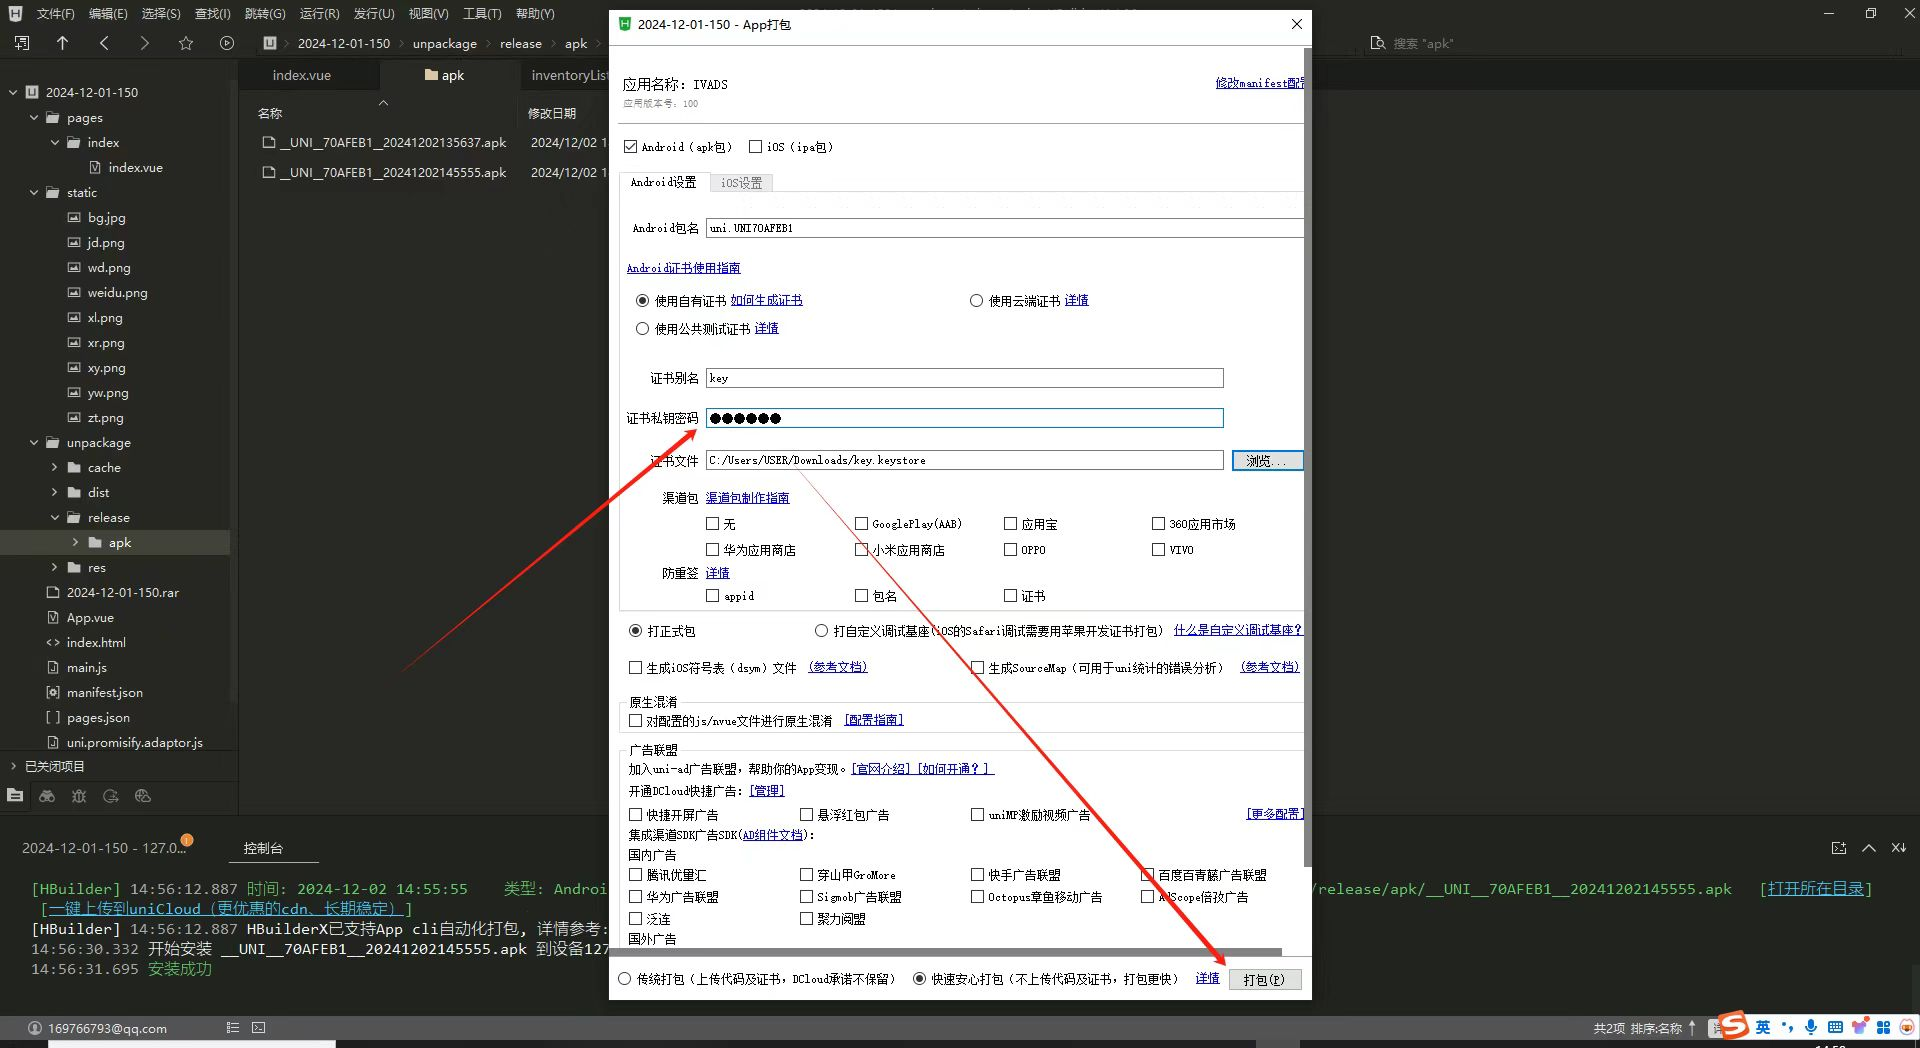 文件(F) 编辑(E) 选择(S) 查找(I) 跳转(G) 运行(R) 发行(U) 视图(V) 工具(T) 帮助(Y)
2024-12-01-150 unpackage release apk
搜索 "apk"
index.vue apk inventoryList
名称 修改日期
__UNI__70AFEB1__20241202135637.apk 2024/12/02 1
__UNI__70AFEB1__20241202145555.apk 2024/12/02 1
2024-12-01-150
pages
index
index.vue
static
bg.jpg
jd.png
wd.png
weidu.png
xl.png
xr.png
xy.png
yw.png
zt.png
unpackage
cache
dist
release
apk
res
2024-12-01-150.rar
App.vue
index.html
main.js
manifest.json
pages.json
uni.promisify.adaptor.js
已关闭项目
2024-12-01-150 - App打包
应用名称: IVADS 修改manifest配
应用版本号: 100
Android（apk包） iOS（ipa包）
Android设置 iOS设置
Android包名 uni.UNI70AFEB1
Android证书使用指南
使用自有证书 如何生成证书 使用云端证书 详情
使用公共测试证书 详情
证书别名 key
证书私钥密码 ●●●●●●
证书文件 C:/Users/USER/Downloads/key.keystore 浏览...
渠道包 渠道包制作指南
无 GooglePlay(AAB) 应用宝 360应用市场
华为应用商店 小米应用商店 OPPO VIVO
防重签 详情
appid 包名 证书
打正式包 打自定义调试基座(iOS的Safari调试需要用苹果开发证书打包) 什么是自定义调试基座?
生成iOS符号表（dsym）文件 （参考文档） 生成SourceMap（可用于uni统计的错误分析） （参考文档）
原生混淆
对配置的js/nvue文件进行原生混淆 [配置指南]
广告联盟
加入uni-ad广告联盟，帮助你的App变现。[官网介绍] [如何开通？]
开通DCloud快捷广告: [管理]
快捷开屏广告 悬浮红包广告 uniMP激励视频广告 [更多配置]
集成渠道SDK广告SDK(AD组件文档):
国内广告
腾讯优量汇 穿山甲GroMore 快手广告联盟 百度百青藤广告联盟
华为广告联盟 Sigmob广告联盟 Octopus章鱼移动广告 AdScope倍孜广告
泛连 聚力阅盟
国外广告
传统打包（上传代码及证书，DCloud承诺不保留） 快速安心打包（不上传代码及证书，打包更快） 详情 打包(P)
2024-12-01-150 - 127.0... 控制台
[HBuilder] 14:56:12.887 时间: 2024-12-02 14:55:55 类型: Androi /release/apk/__UNI__70AFEB1__20241202145555.apk [打开所在目录]
[一键上传到uniCloud（更优惠的cdn、长期稳定）]
[HBuilder] 14:56:12.887 HBuilderX已支持App cli自动化打包, 详情参考:
14:56:30.332 开始安装 __UNI__70AFEB1__20241202145555.apk 到设备127
14:56:31.695 安装成功
169766793@qq.com
共2项 排序:名称
英